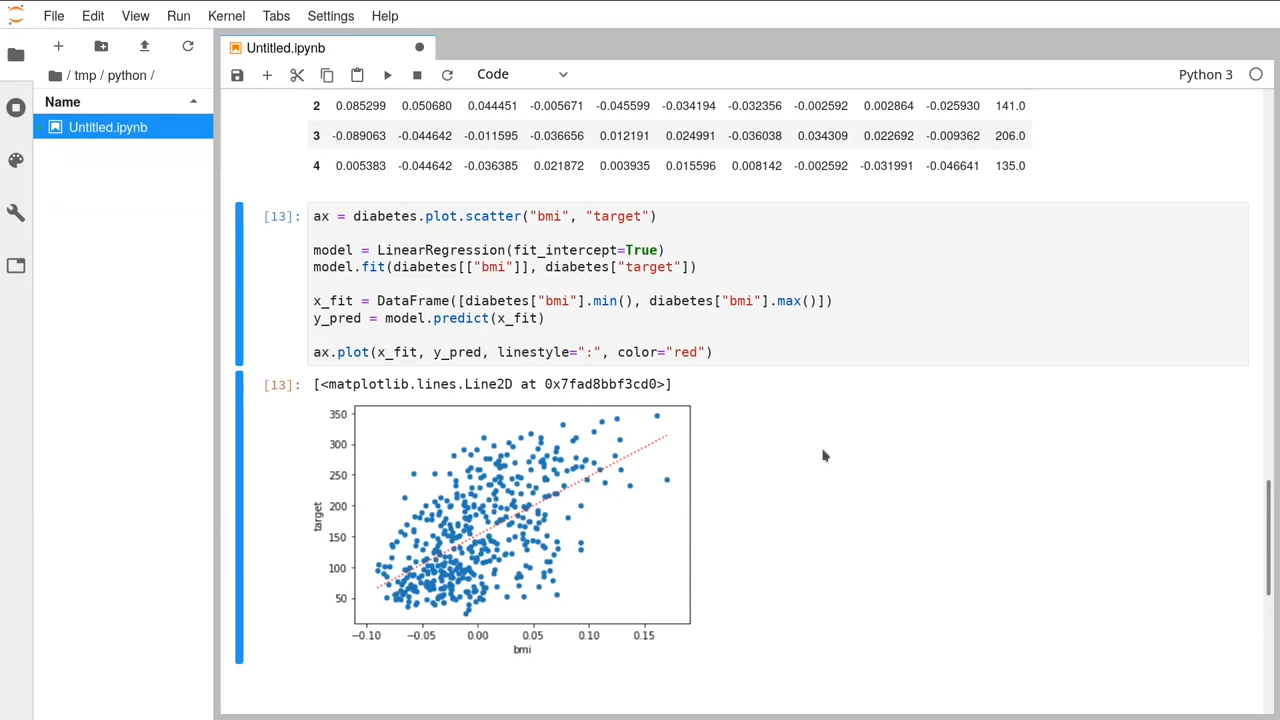 File Edit View Run Kernel Tabs Settings Help
Untitled.ipynb
Code
Python 3
/ tmp / python /
Name
Untitled.ipynb
2 0.085299 0.050680 0.044451 -0.005671 -0.045599 -0.034194 -0.032356 -0.002592 0.002864 -0.025930 141.0
3 -0.089063 -0.044642 -0.011595 -0.036656 0.012191 0.024991 -0.036038 0.034309 0.022692 -0.009362 206.0
4 0.005383 -0.044642 -0.036385 0.021872 0.003935 0.015596 0.008142 -0.002592 -0.031991 -0.046641 135.0
[13]: ax = diabetes.plot.scatter("bmi", "target")
model = LinearRegression(fit_intercept=True)
model.fit(diabetes[["bmi"]], diabetes["target"])
x_fit = DataFrame([diabetes["bmi"].min(), diabetes["bmi"].max()])
y_pred = model.predict(x_fit)
ax.plot(x_fit, y_pred, linestyle=":", color="red")
[13]: [<matplotlib.lines.Line2D at 0x7fad8bbf3cd0>]
350
300
250
200
150
100
50
target
−0.10 −0.05 0.00 0.05 0.10 0.15
bmi